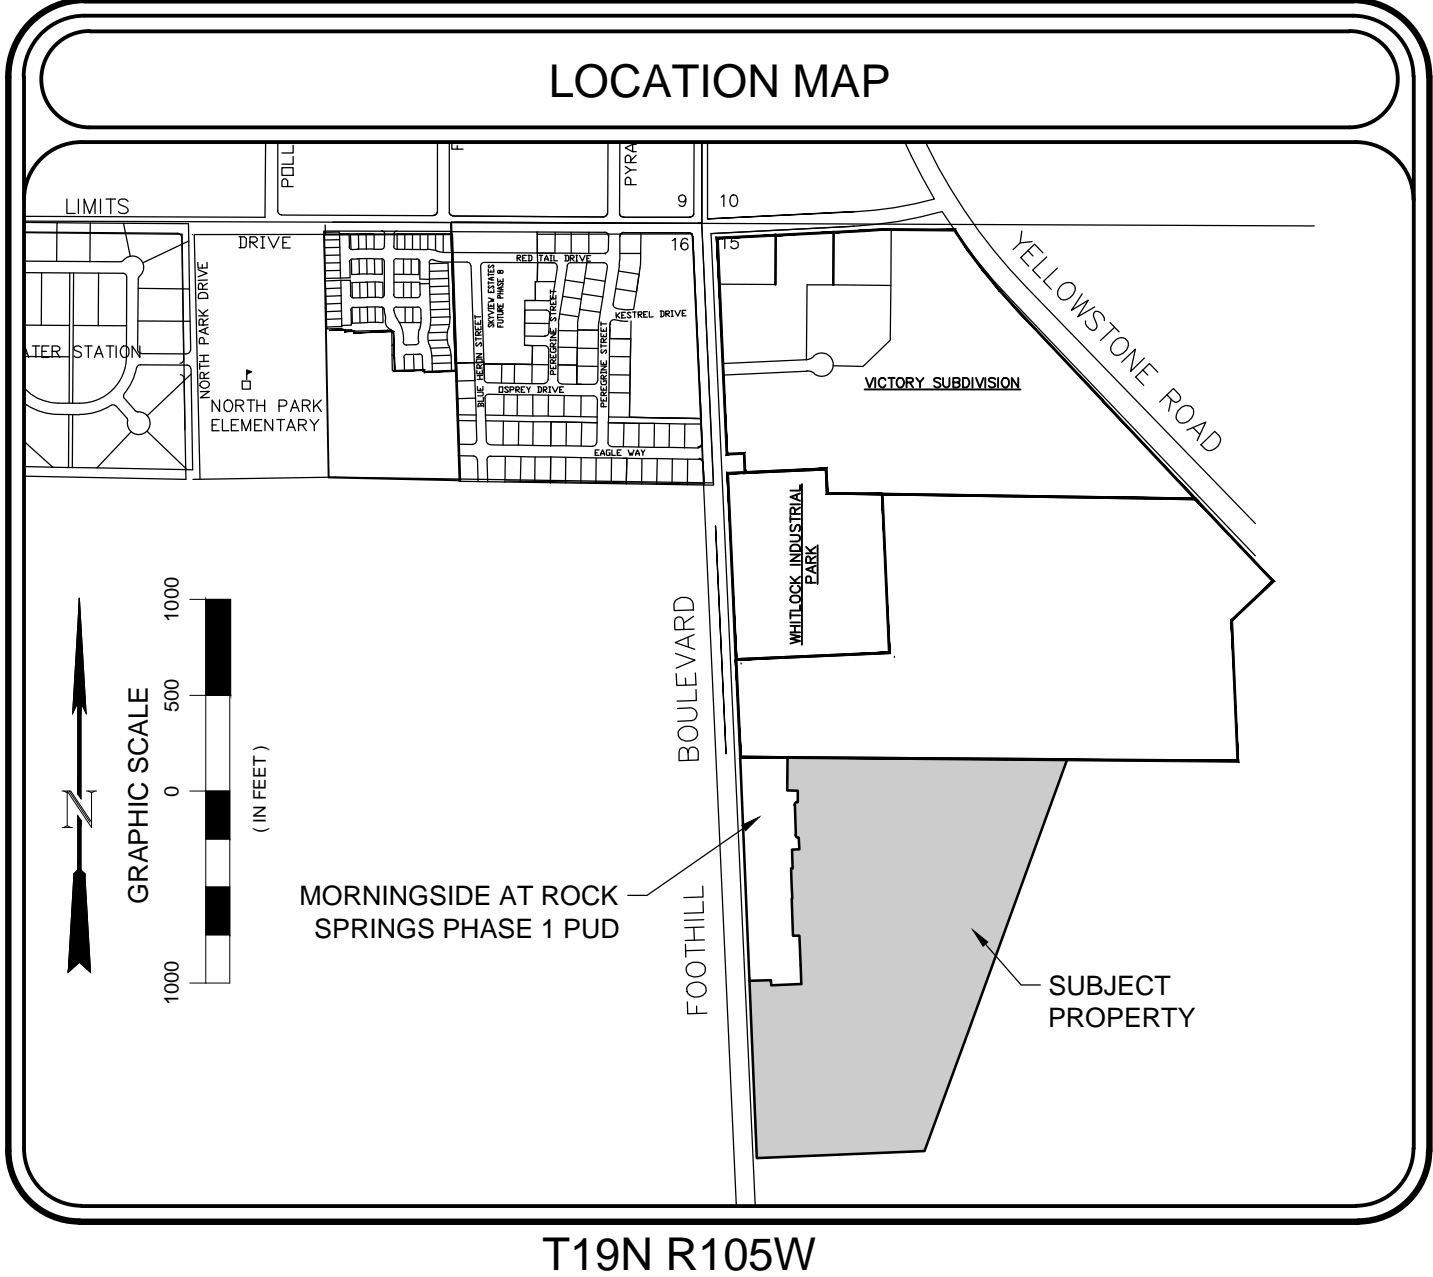 LOCATION MAP
POLL
PYRA
9
10
LIMITS
DRIVE
16
15
RED TAIL DRIVE
NORTH PARK DRIVE
SKYVIEW ESTATES
FUTURE PHASE 8
PEREGRINE STREET
KESTREL DRIVE
BLUE HERON STREET
PEREGRINE STREET
YELLOWSTONE ROAD
ATER STATION
VICTORY SUBDIVISION
OSPREY DRIVE
NORTH PARK
ELEMENTARY
EAGLE WAY
WHITLOCK INDUSTRIAL
PARK
FOOTHILL BOULEVARD
N
GRAPHIC SCALE
1000
500
0
1000
( IN FEET )
MORNINGSIDE AT ROCK
SPRINGS PHASE 1 PUD
SUBJECT
PROPERTY
T19N R105W